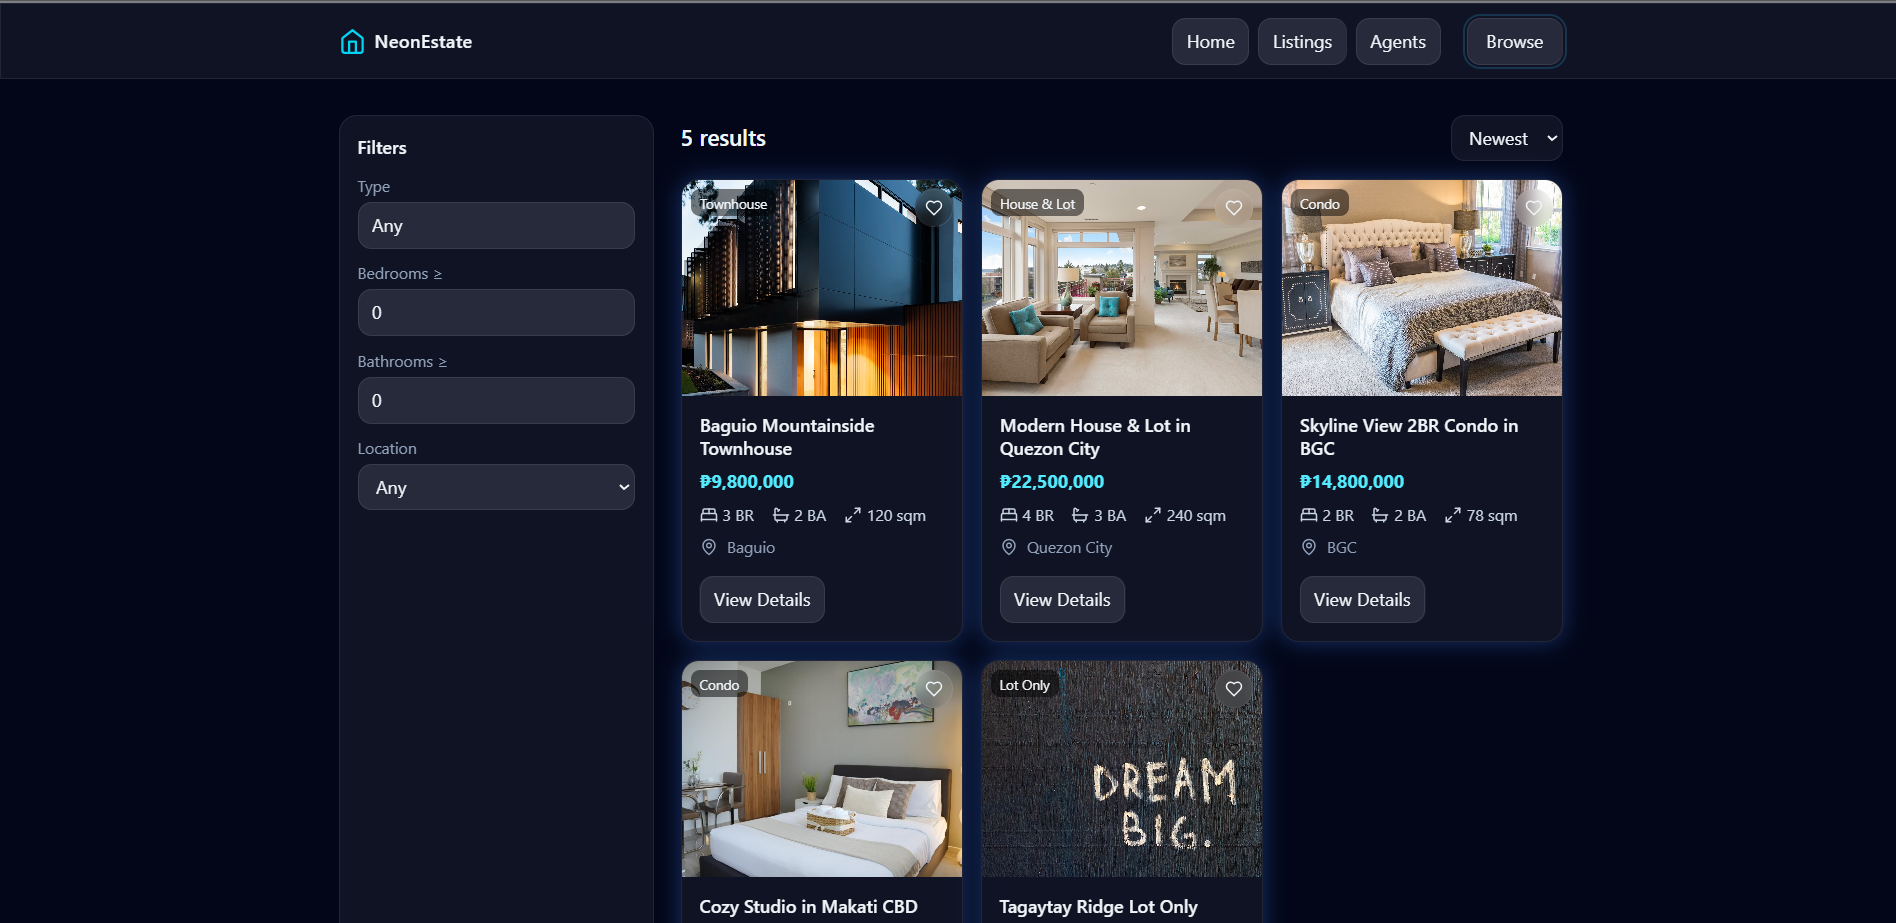 NeonEstate
Home
Listings
Agents
Browse
Filters
Type
Any
Bedrooms ≥
0
Bathrooms ≥
0
Location
Any
5 results
Newest
Townhouse
Baguio Mountainside
Townhouse
₱9,800,000
3 BR 2 BA 120 sqm
Baguio
View Details
House & Lot
Modern House & Lot in
Quezon City
₱22,500,000
4 BR 3 BA 240 sqm
Quezon City
View Details
Condo
Skyline View 2BR Condo in
BGC
₱14,800,000
2 BR 2 BA 78 sqm
BGC
View Details
Condo
Cozy Studio in Makati CBD
Lot Only
DREAM
BIG.
Tagaytay Ridge Lot Only